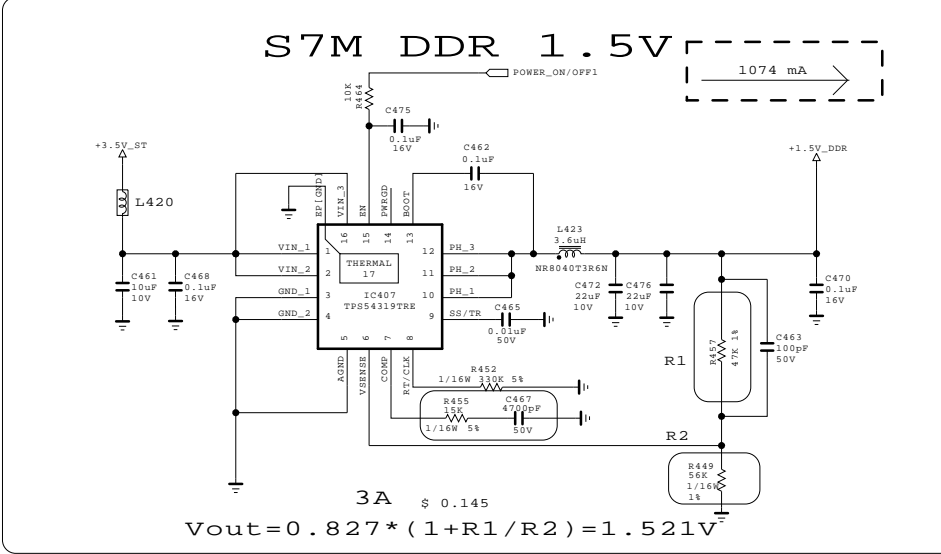 S7M DDR 1.5V
1074 mA
POWER_ON/OFF1
10K
R464
C475
0.1uF
16V
C462
0.1uF
16V
+3.5V_ST
+1.5V_DDR
L420
EP[GND]
VIN_3
EN
PWRGD
BOOT
16
15
14
13
L423
3.6uH
NR8040T3R6N
VIN_1
1
VIN_2
2
GND_1
3
GND_2
4
THERMAL
17
IC407
TPS54319TRE
12
PH_3
11
PH_2
10
PH_1
9
SS/TR
C461
10uF
10V
C468
0.1uF
16V
C472
22uF
10V
C476
22uF
10V
C470
0.1uF
16V
C465
0.01uF
50V
5
6
7
8
AGND
VSENSE
COMP
RT/CLK
R1
R457
47K 1%
C463
100pF
50V
R452
1/16W 330K 5%
R455
15K
1/16W 5%
C467
4700pF
50V
R2
R449
56K
1/16W
1%
3A
$ 0.145
Vout=0.827*(1+R1/R2)=1.521V